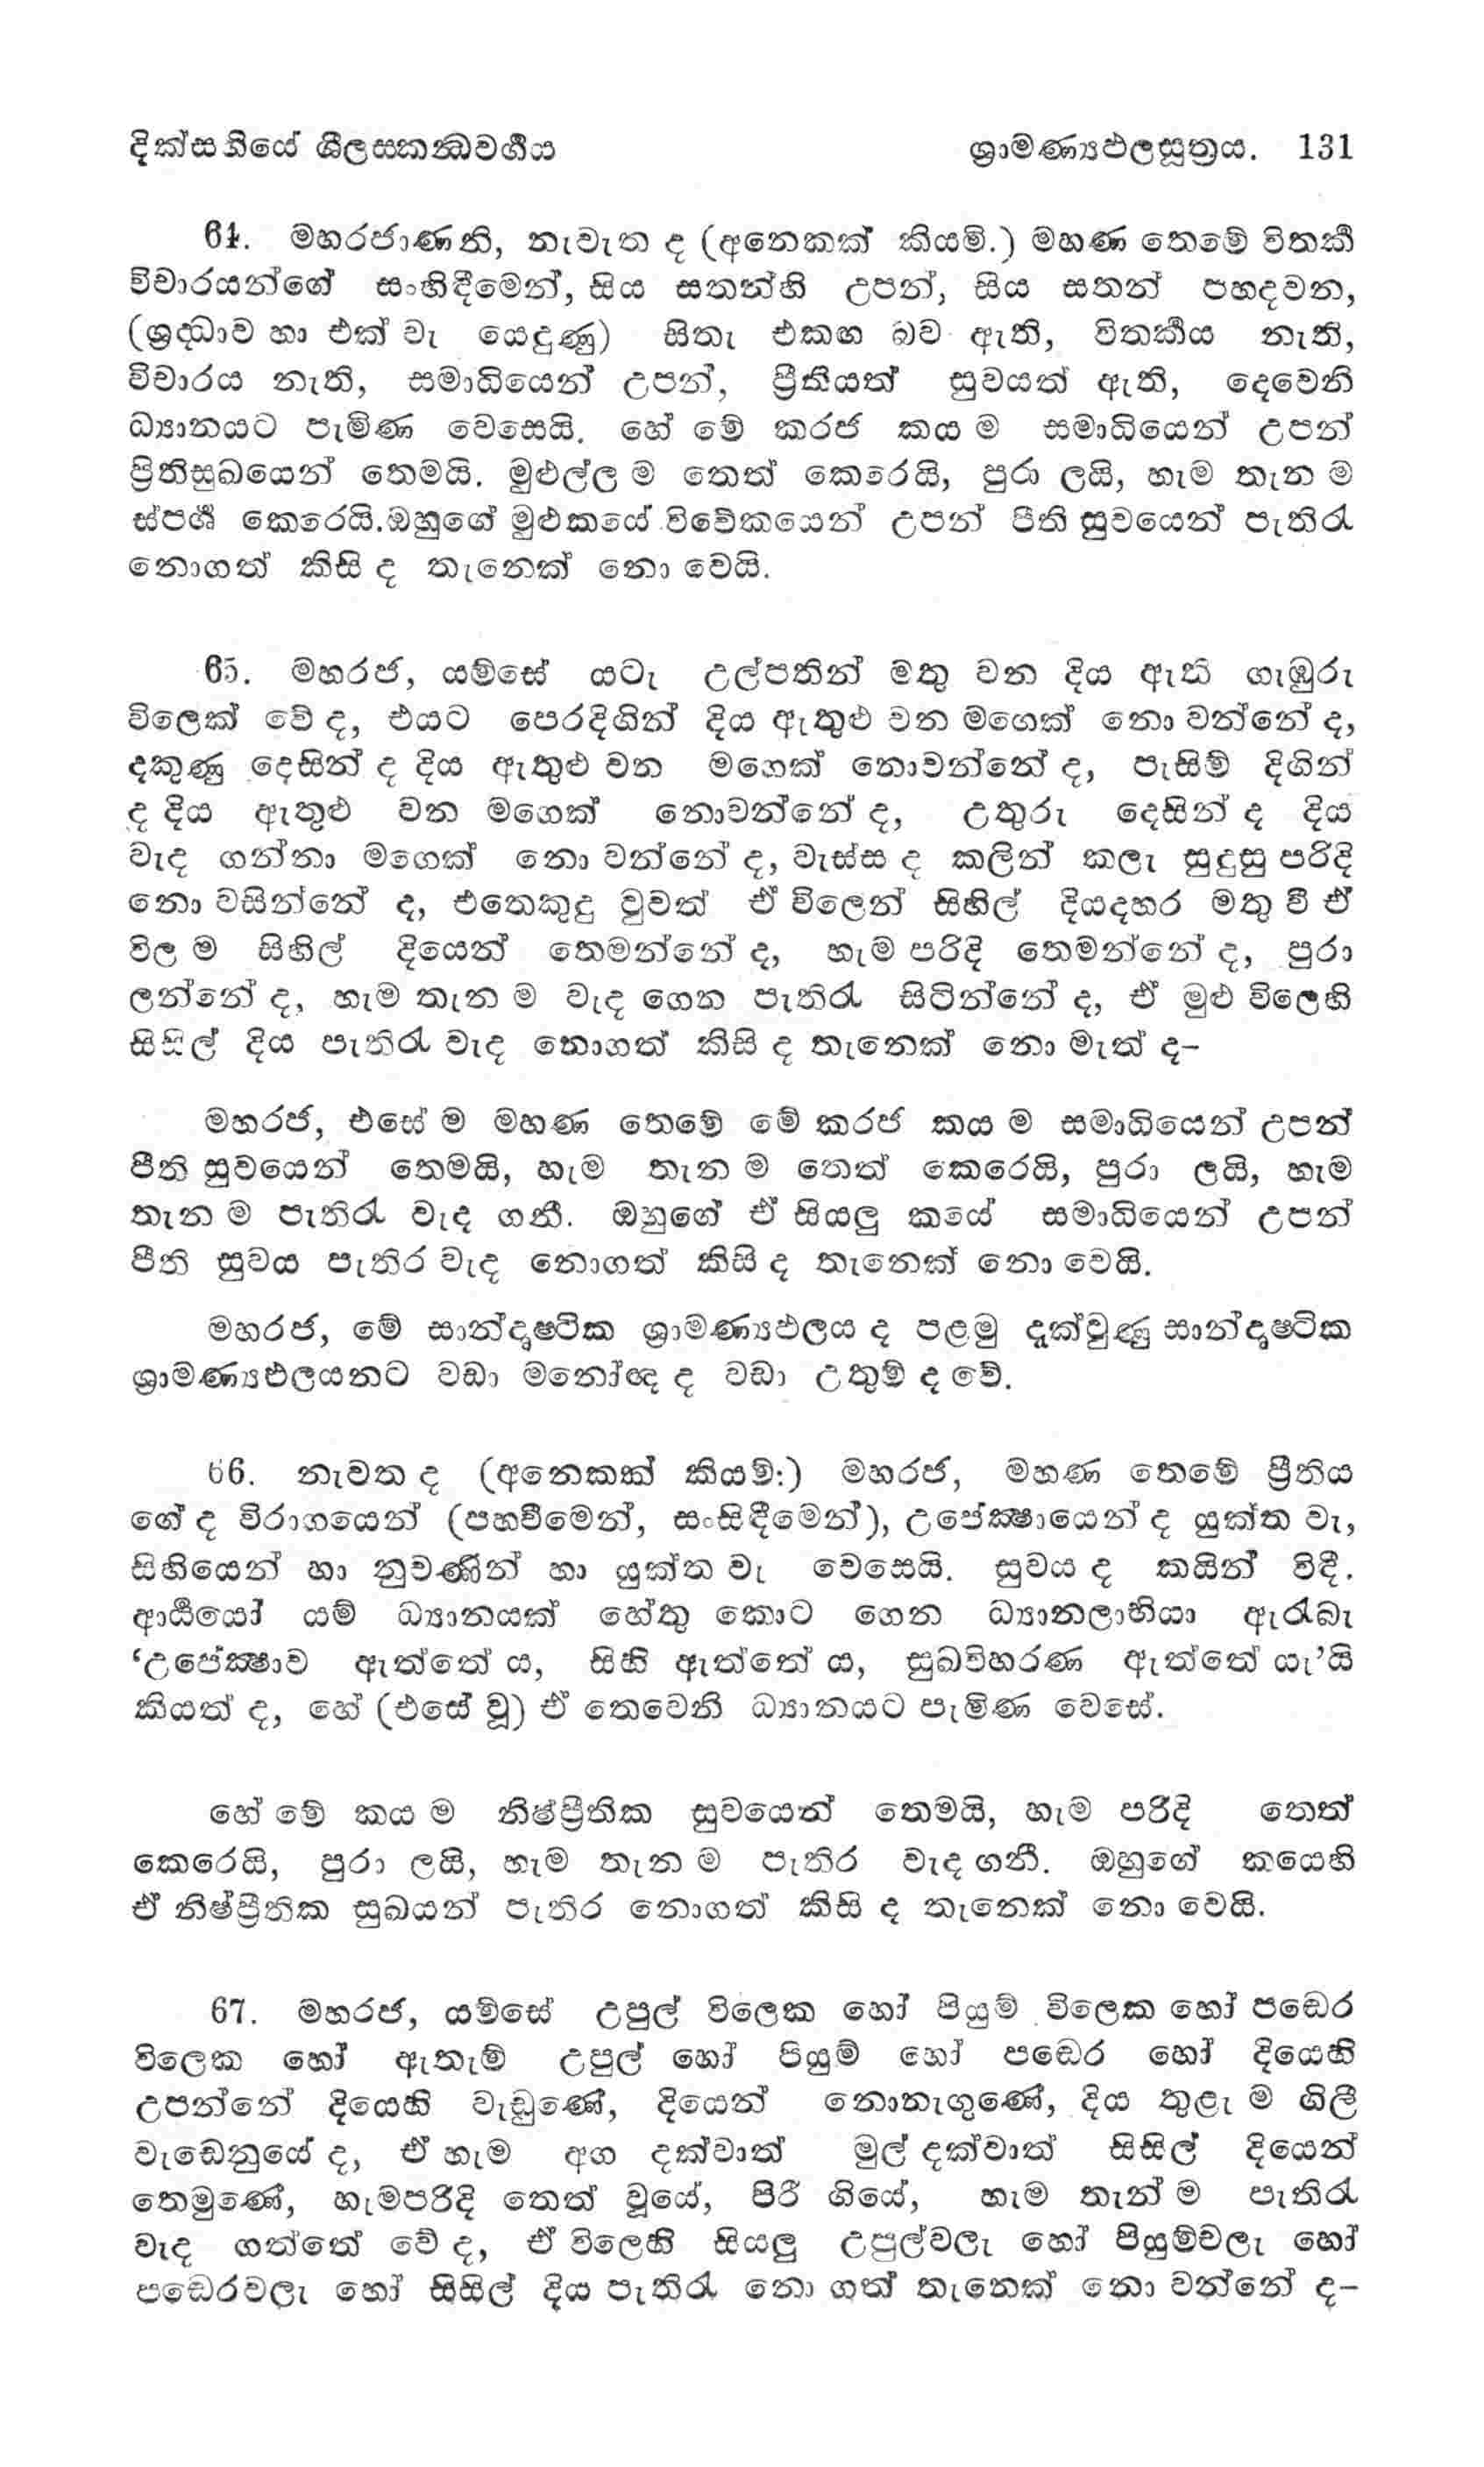 දික්සඟියේ ශීලස්කන්ධවර්ගය ශ්‍රාමණ්‍යඵලසූත්‍රය. 131
64. මහරජාණනි, නැවැත ද (අනෙකක් කියමි.) මහණ තෙමේ විතර්ක
විචාරයන්ගේ සංහිඳීමෙන්, සිය සතන්හි උපන්, සිය සතන් පහදවන,
(ශ්‍රද්ධාව හා එක් වැ යෙදුණු) සිතැ එකඟ බව ඇති, විතර්කය නැති,
විචාරය නැති, සමාධියෙන් උපන්, ප්‍රීතියත් සුවයත් ඇති, දෙවෙනි
ධ්‍යානයට පැමිණ වෙසෙයි. හේ මේ කරජ කය ම සමාධියෙන් උපන්
ප්‍රීතිසුඛයෙන් තෙමයි. මුළුල්ල ම තෙත් කෙරෙයි, පුරා ලයි, හැම තැන ම
ස්පර්ශ කෙරෙයි.ඔහුගේ මුළුකයේ විවේකයෙන් උපන් පීති සුවයෙන් පැතිරැ
නොගත් කිසි ද තැනෙක් නො වෙයි.
65. මහරජ, යම්සේ යටැ උල්පතින් මතු වන දිය ඇති ගැඹුරු
විලෙක් වේ ද, එයට පෙරදිගින් දිය ඇතුළු වන මගෙක් නො වන්නේ ද,
දකුණු දෙසින් ද දිය ඇතුළු වන මගෙක් නොවන්නේ ද, පැසිම් දිගින්
ද දිය ඇතුළු වන මගෙක් නොවන්නේ ද, උතුරු දෙසින් ද දිය
වැද ගන්නා මගෙක් නො වන්නේ ද, වැස්ස ද කලින් කලැ සුදුසු පරිදි
නො වසින්නේ ද, එතෙකුදු වුවත් ඒ විලෙන් සිහිල් දියදහර මතු වී ඒ
විල ම සිහිල් දියෙන් තෙමන්නේ ද, හැම පරිදි තෙමන්නේ ද, පුරා
ලන්නේ ද, හැම තැන ම වැද ගෙන පැතිරැ සිටින්නේ ද, ඒ මුළු විලෙහි
සිසිල් දිය පැතිරැ වැද නොගත් කිසි ද තැනෙක් නො මැත් ද–
මහරජ, එසේ ම මහණ තෙමේ මේ කරජ කය ම සමාධියෙන් උපන්
පීති සුවයෙන් තෙමයි, හැම තැන ම තෙත් කෙරෙයි, පුරා ලයි, හැම
තැන ම පැතිරැ වැද ගනී. ඔහුගේ ඒ සියලු කයේ සමාධියෙන් උපන්
පීති සුවය පැතිර වැද නොගත් කිසි ද තැනෙක් නො වෙයි.
මහරජ, මේ සාන්දෘෂ්ටික ශ්‍රාමණ්‍යඵලය ද පළමු දැක්වුණු සාන්දෘෂ්ටික
ශ්‍රාමණ්‍යඵලයනට වඩා මනෝඥ ද වඩා උතුම් ද වේ.
66. නැවත ද (අනෙකක් කියමි:) මහරජ, මහණ තෙමේ ප්‍රීතිය
ගේ ද විරාගයෙන් (පහවීමෙන්, සංසිඳීමෙන්), උපේක්‍ෂායෙන් ද යුක්ත වැ,
සිහියෙන් හා නුවණින් හා යුක්ත වැ වෙසෙයි. සුවය ද කයින් විඳී.
ආර්‍ය්‍යයෝ යම් ධ්‍යානයක් හේතු කොට ගෙන ධ්‍යානලාභියා ඇරැබැ
‘උපේක්‍ෂාව ඇත්තේ ය, සිහි ඇත්තේ ය, සුඛවිහරණ ඇත්තේ යැ’යි
කියත් ද, හේ (එසේ වූ) ඒ තෙවෙනි ධ්‍යානයට පැමිණ වෙසේ.
හේ මේ කය ම නිෂ්ප්‍රීතික සුවයෙන් තෙමයි, හැම පරිදි තෙත්
කෙරෙයි, පුරා ලයි, හැම තැන ම පැතිර වැද ගනී. ඔහුගේ කයෙහි
ඒ නිෂ්ප්‍රීතික සුඛයන් පැතිර නොගත් කිසි ද තැනෙක් නො වෙයි.
67. මහරජ, යම්සේ උපුල් විලෙක හෝ පියුම් විලෙක හෝ පඬෙර
විලෙක හෝ ඇතැම් උපුල් හෝ පියුම් හෝ පඬෙර හෝ දියෙහි
උපන්නේ දියෙහි වැඩුණේ, දියෙන් නොනැගුණේ, දිය තුළැ ම ගිලී
වැඩෙනුයේ ද, ඒ හැම අග දක්වාත් මුල් දක්වාත් සිසිල් දියෙන්
තෙමුණේ, හැමපරිදි තෙත් වූයේ, පිරී ගියේ, හැම තැන් ම පැතිරැ
වැද ගත්තේ වේ ද, ඒ විලෙහි සියලු උපුල්වලැ හෝ පියුම්වලැ හෝ
පඬෙරවලැ හෝ සිසිල් දිය පැතිරැ නො ගත් තැනෙක් නො වන්නේ ද–